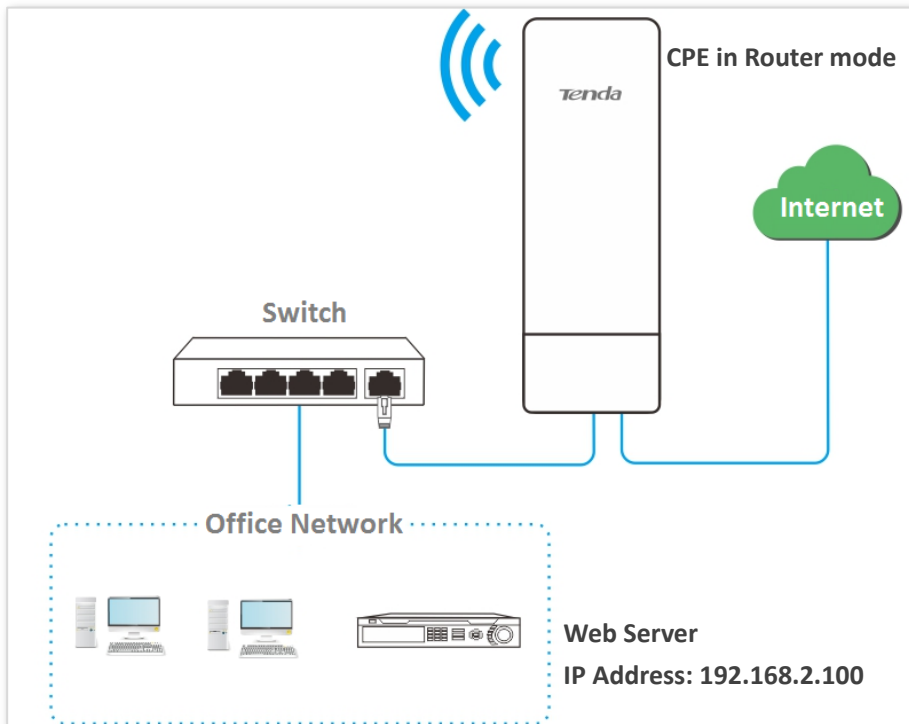 CPE in Router mode
Tenda
Internet
Switch
Office Network
Web Server
IP Address: 192.168.2.100